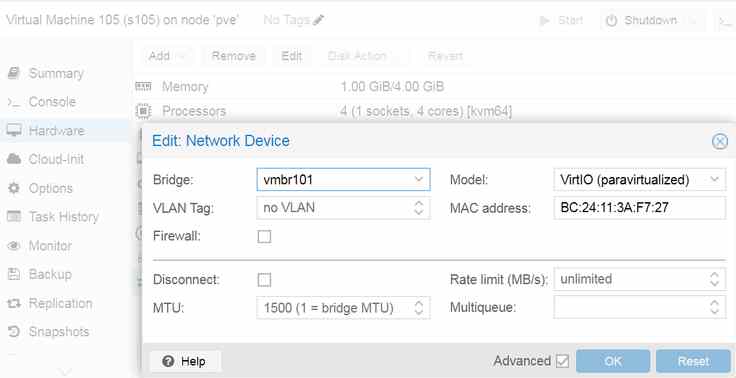 Virtual Machine 105 (s105) on node 'pve' No Tags Start Shutdown
Add Remove Edit Disk Action Revert
Summary Memory 1.00 GiB/4.00 GiB
Console Processors 4 (1 sockets, 4 cores) [kvm64]
Hardware Edit: Network Device
Cloud-Init
Options
Task History
Monitor
Backup
Replication
Snapshots
Bridge: vmbr101 Model: VirtIO (paravirtualized)
VLAN Tag: no VLAN MAC address: BC:24:11:3A:F7:27
Firewall:
Disconnect: Rate limit (MB/s): unlimited
MTU: 1500 (1 = bridge MTU) Multiqueue:
Help Advanced OK Reset